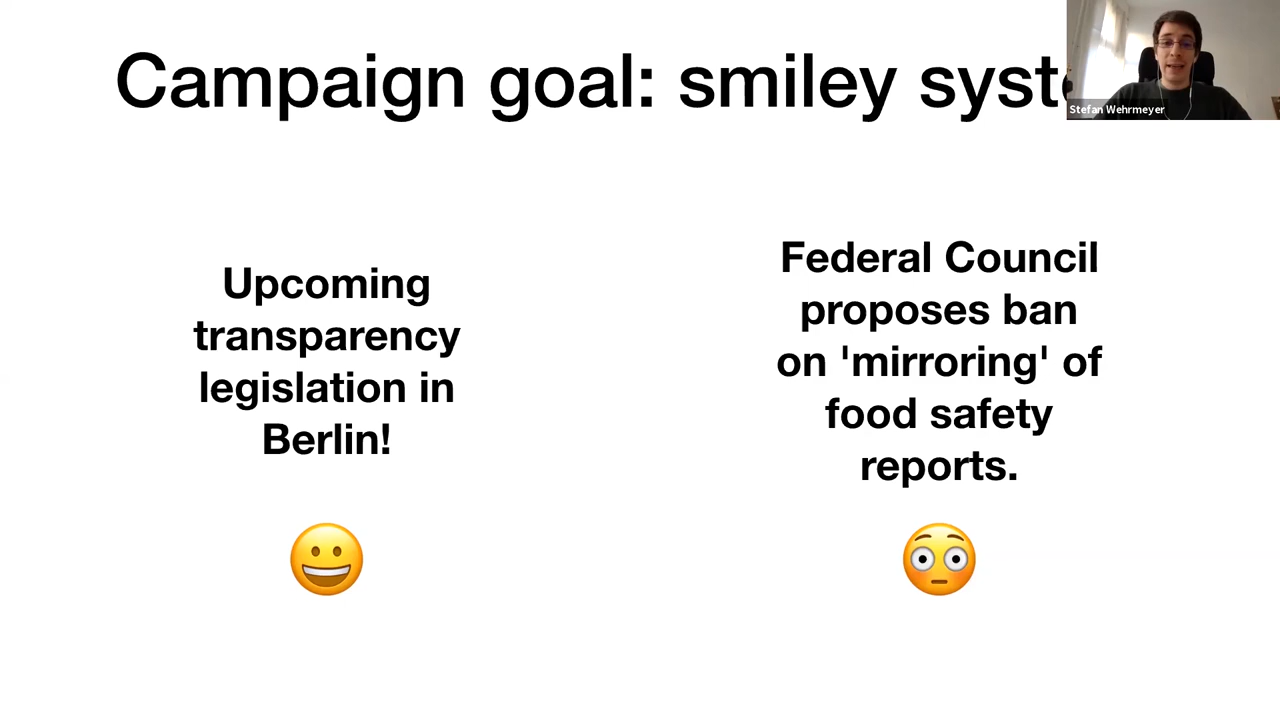 Campaign goal: smiley syst
Stefan Wehrmeyer
Upcoming
transparency
legislation in
Berlin!
Federal Council
proposes ban
on 'mirroring' of
food safety
reports.